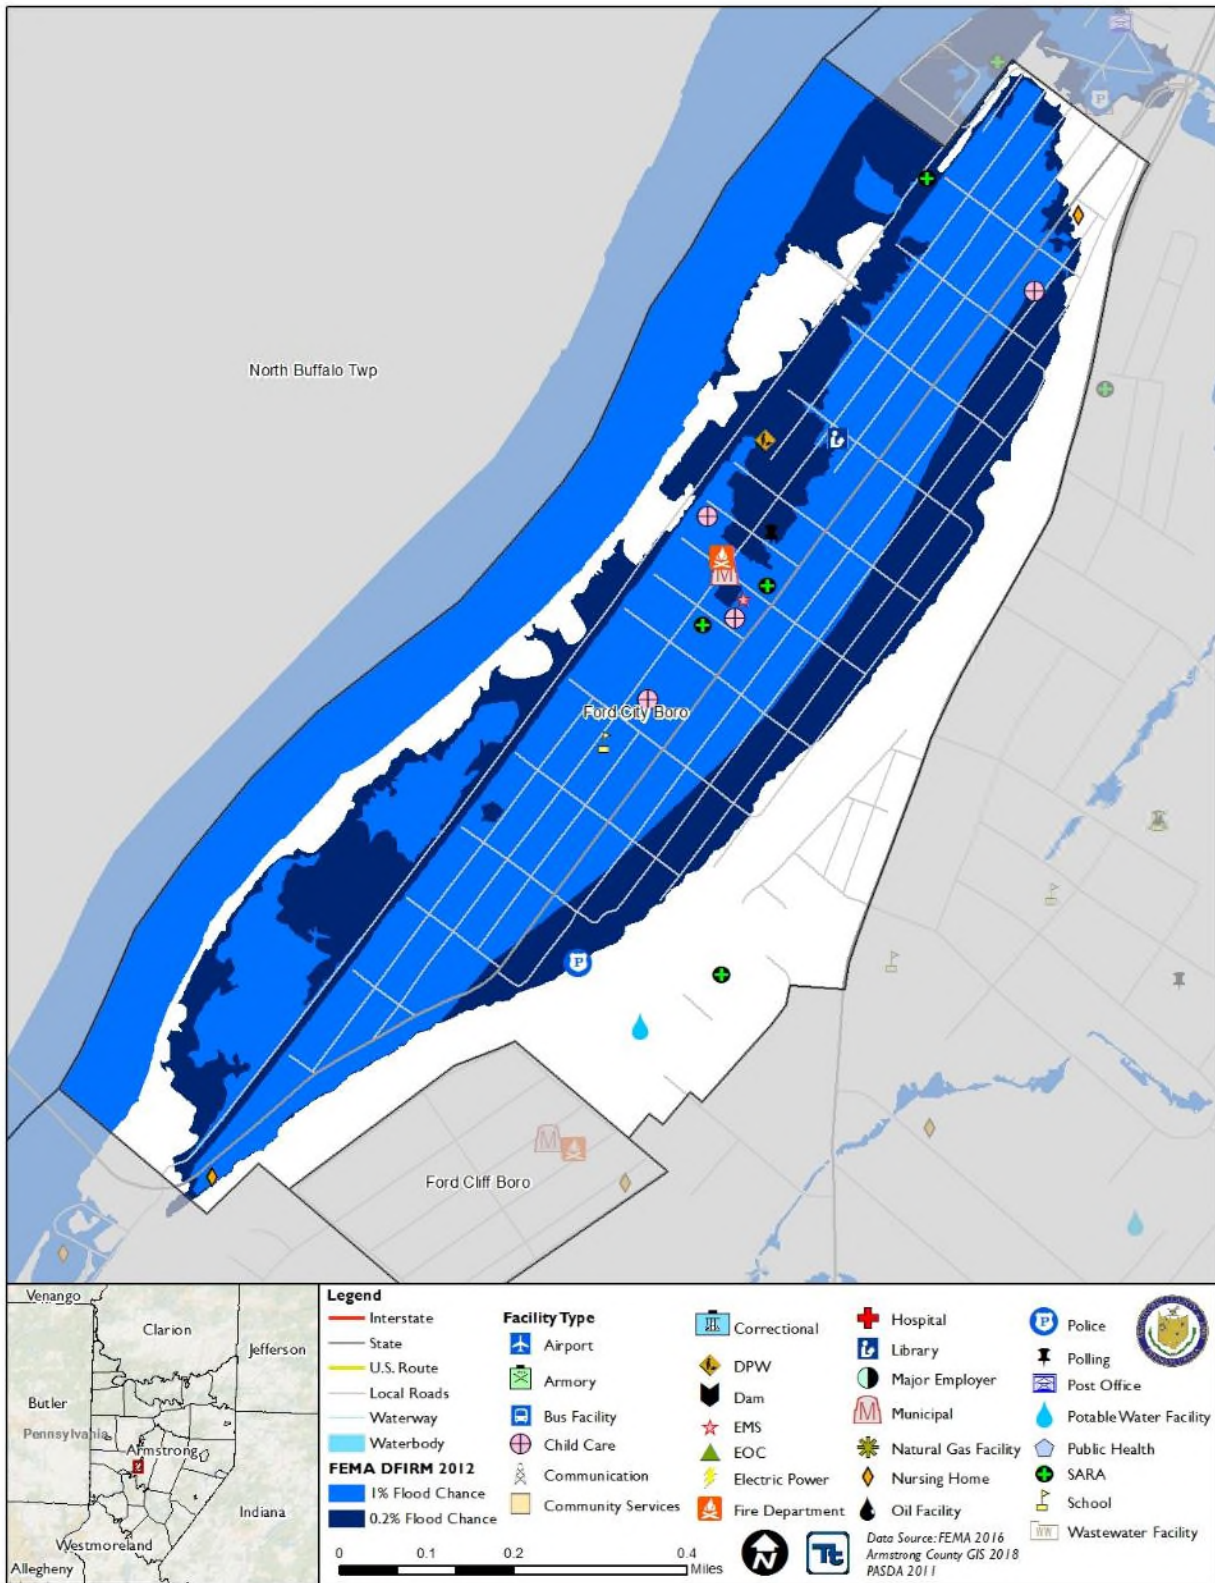 North Buffalo Twp
Ford City Boro
Ford Cliff Boro
P
P
M
M
Venango
Clarion
Jefferson
Butler
Pennsylvania
Armstrong
Indiana
Westmoreland
Allegheny
Legend
Interstate
State
U.S. Route
Local Roads
Waterway
Waterbody
FEMA DFIRM 2012
1% Flood Chance
0.2% Flood Chance
Facility Type
Airport
Armory
Bus Facility
Child Care
Communication
Community Services
Correctional
DPW
Dam
EMS
EOC
Electric Power
Fire Department
Hospital
Library
Major Employer
M Municipal
Natural Gas Facility
Nursing Home
Oil Facility
P Police
Polling
Post Office
Potable Water Facility
Public Health
SARA
School
WW Wastewater Facility
0 0.1 0.2 0.4
Miles
N
Tt
Data Source: FEMA 2016
Armstrong County GIS 2018
PASDA 2011